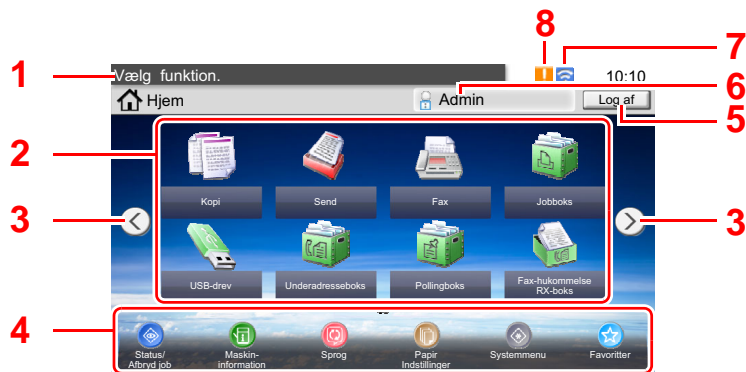 8
7
1
Vælg funktion.
10:10
6
Hjem
Admin
Log af
5
2
Kopi
Send
Fax
Jobboks
3
3
USB-drev
Underadresseboks
Pollingboks
Fax-hukommelse
RX-boks
4
Status/
Afbryd job
Maskin-
information
Sprog
Papir
Indstillinger
Systemmenu
Favoritter